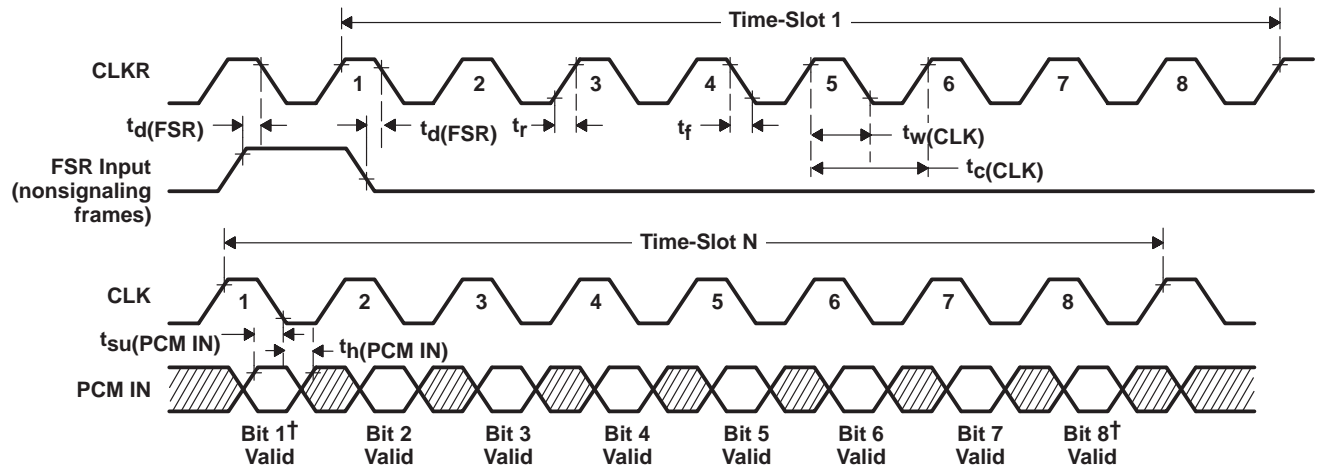 Time-Slot 1
CLKR
1 2 3 4 5 6 7 8
td(FSR) td(FSR) tr tf tw(CLK)
tc(CLK)
FSR Input
(nonsignaling
frames)
Time-Slot N
CLK
1 2 3 4 5 6 7 8
tsu(PCM IN) th(PCM IN)
PCM IN
Bit 1† Bit 2 Bit 3 Bit 4 Bit 5 Bit 6 Bit 7 Bit 8†
Valid Valid Valid Valid Valid Valid Valid Valid